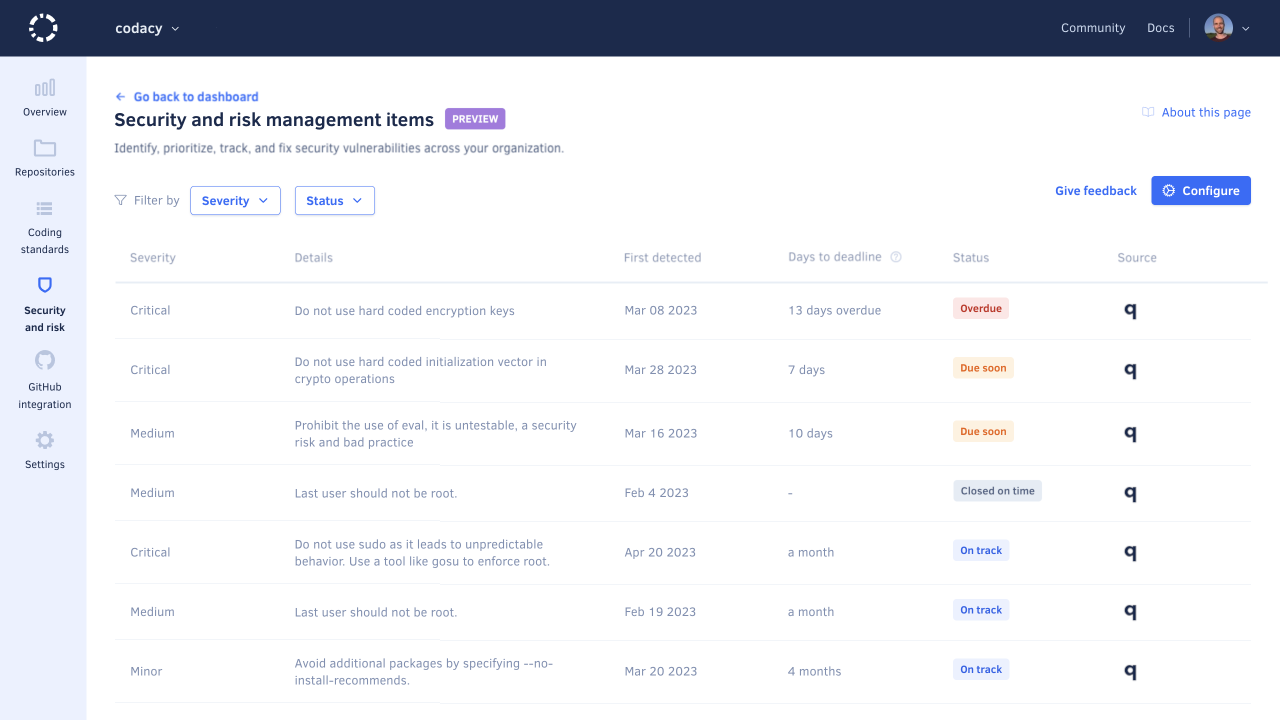 codacy
Community
Docs
Overview
Repositories
Coding
standards
Security
and risk
GitHub
integration
Settings
Go back to dashboard
Security and risk management items
PREVIEW
Identify, prioritize, track, and fix security vulnerabilities across your organization.
About this page
Filter by
Severity
Status
Give feedback
Configure
Severity
Details
First detected
Days to deadline
?
Status
Source
Critical
Do not use hard coded encryption keys
Mar 08 2023
13 days overdue
Overdue
q
Critical
Do not use hard coded initialization vector in
crypto operations
Mar 28 2023
7 days
Due soon
q
Medium
Prohibit the use of eval, it is untestable, a security
risk and bad practice
Mar 16 2023
10 days
Due soon
q
Medium
Last user should not be root.
Feb 4 2023
-
Closed on time
q
Critical
Do not use sudo as it leads to unpredictable
behavior. Use a tool like gosu to enforce root.
Apr 20 2023
a month
On track
q
Medium
Last user should not be root.
Feb 19 2023
a month
On track
q
Minor
Avoid additional packages by specifying --no-
install-recommends.
Mar 20 2023
4 months
On track
q